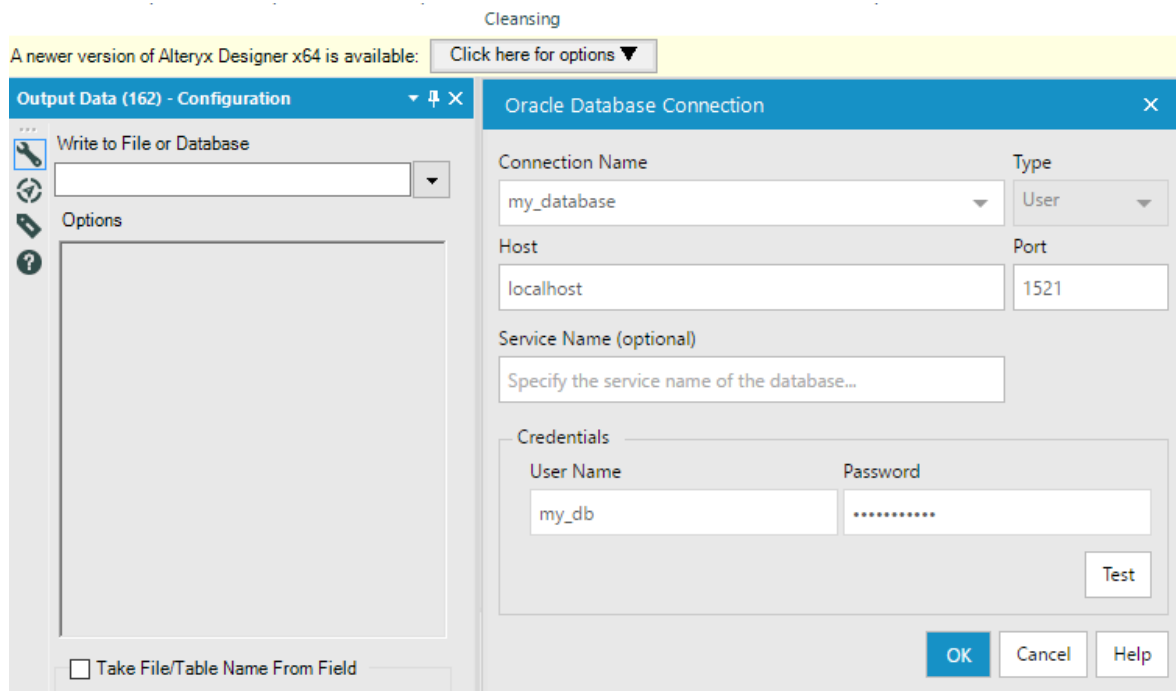 Cleansing
A newer version of Alteryx Designer x64 is available: Click here for options ▼
Output Data (162) - Configuration
Write to File or Database
Options
Take File/Table Name From Field
Oracle Database Connection
Connection Name Type
my_database User
Host Port
localhost 1521
Service Name (optional)
Specify the service name of the database...
Credentials
User Name Password
my_db •••••••••••
Test
OK Cancel Help